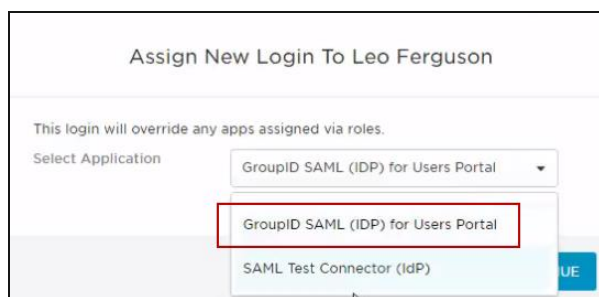 Assign New Login To Leo Ferguson
This login will override any apps assigned via roles.
Select Application
GroupID SAML (IDP) for Users Portal
GroupID SAML (IDP) for Users Portal
SAML Test Connector (IdP)
UE